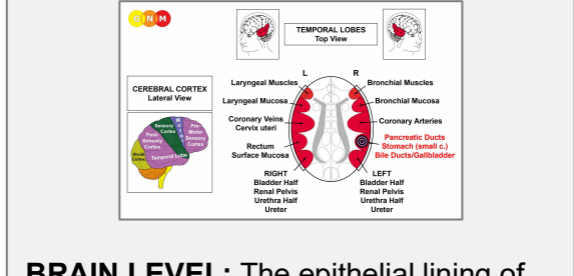 GNM
TEMPORAL LOBES
Top View
CEREBRAL CORTEX
Lateral View
Sensory
Cortex
Pre-
Motor
Sensory
Cortex
Post-
Sensory
Cortex
Visual
Cortex
Temporal Lobe
L
R
Laryngeal Muscles
Laryngeal Mucosa
Coronary Veins
Cervix uteri
Rectum
Surface Mucosa
RIGHT
Bladder Half
Renal Pelvis
Urethra Half
Ureter
Bronchial Muscles
Bronchial Mucosa
Coronary Arteries
Pancreatic Ducts
Stomach (small c.)
Bile Ducts/Gallbladder
LEFT
Bladder Half
Renal Pelvis
Urethra Half
Ureter
BRAIN LEVEL: The epithelial lining of